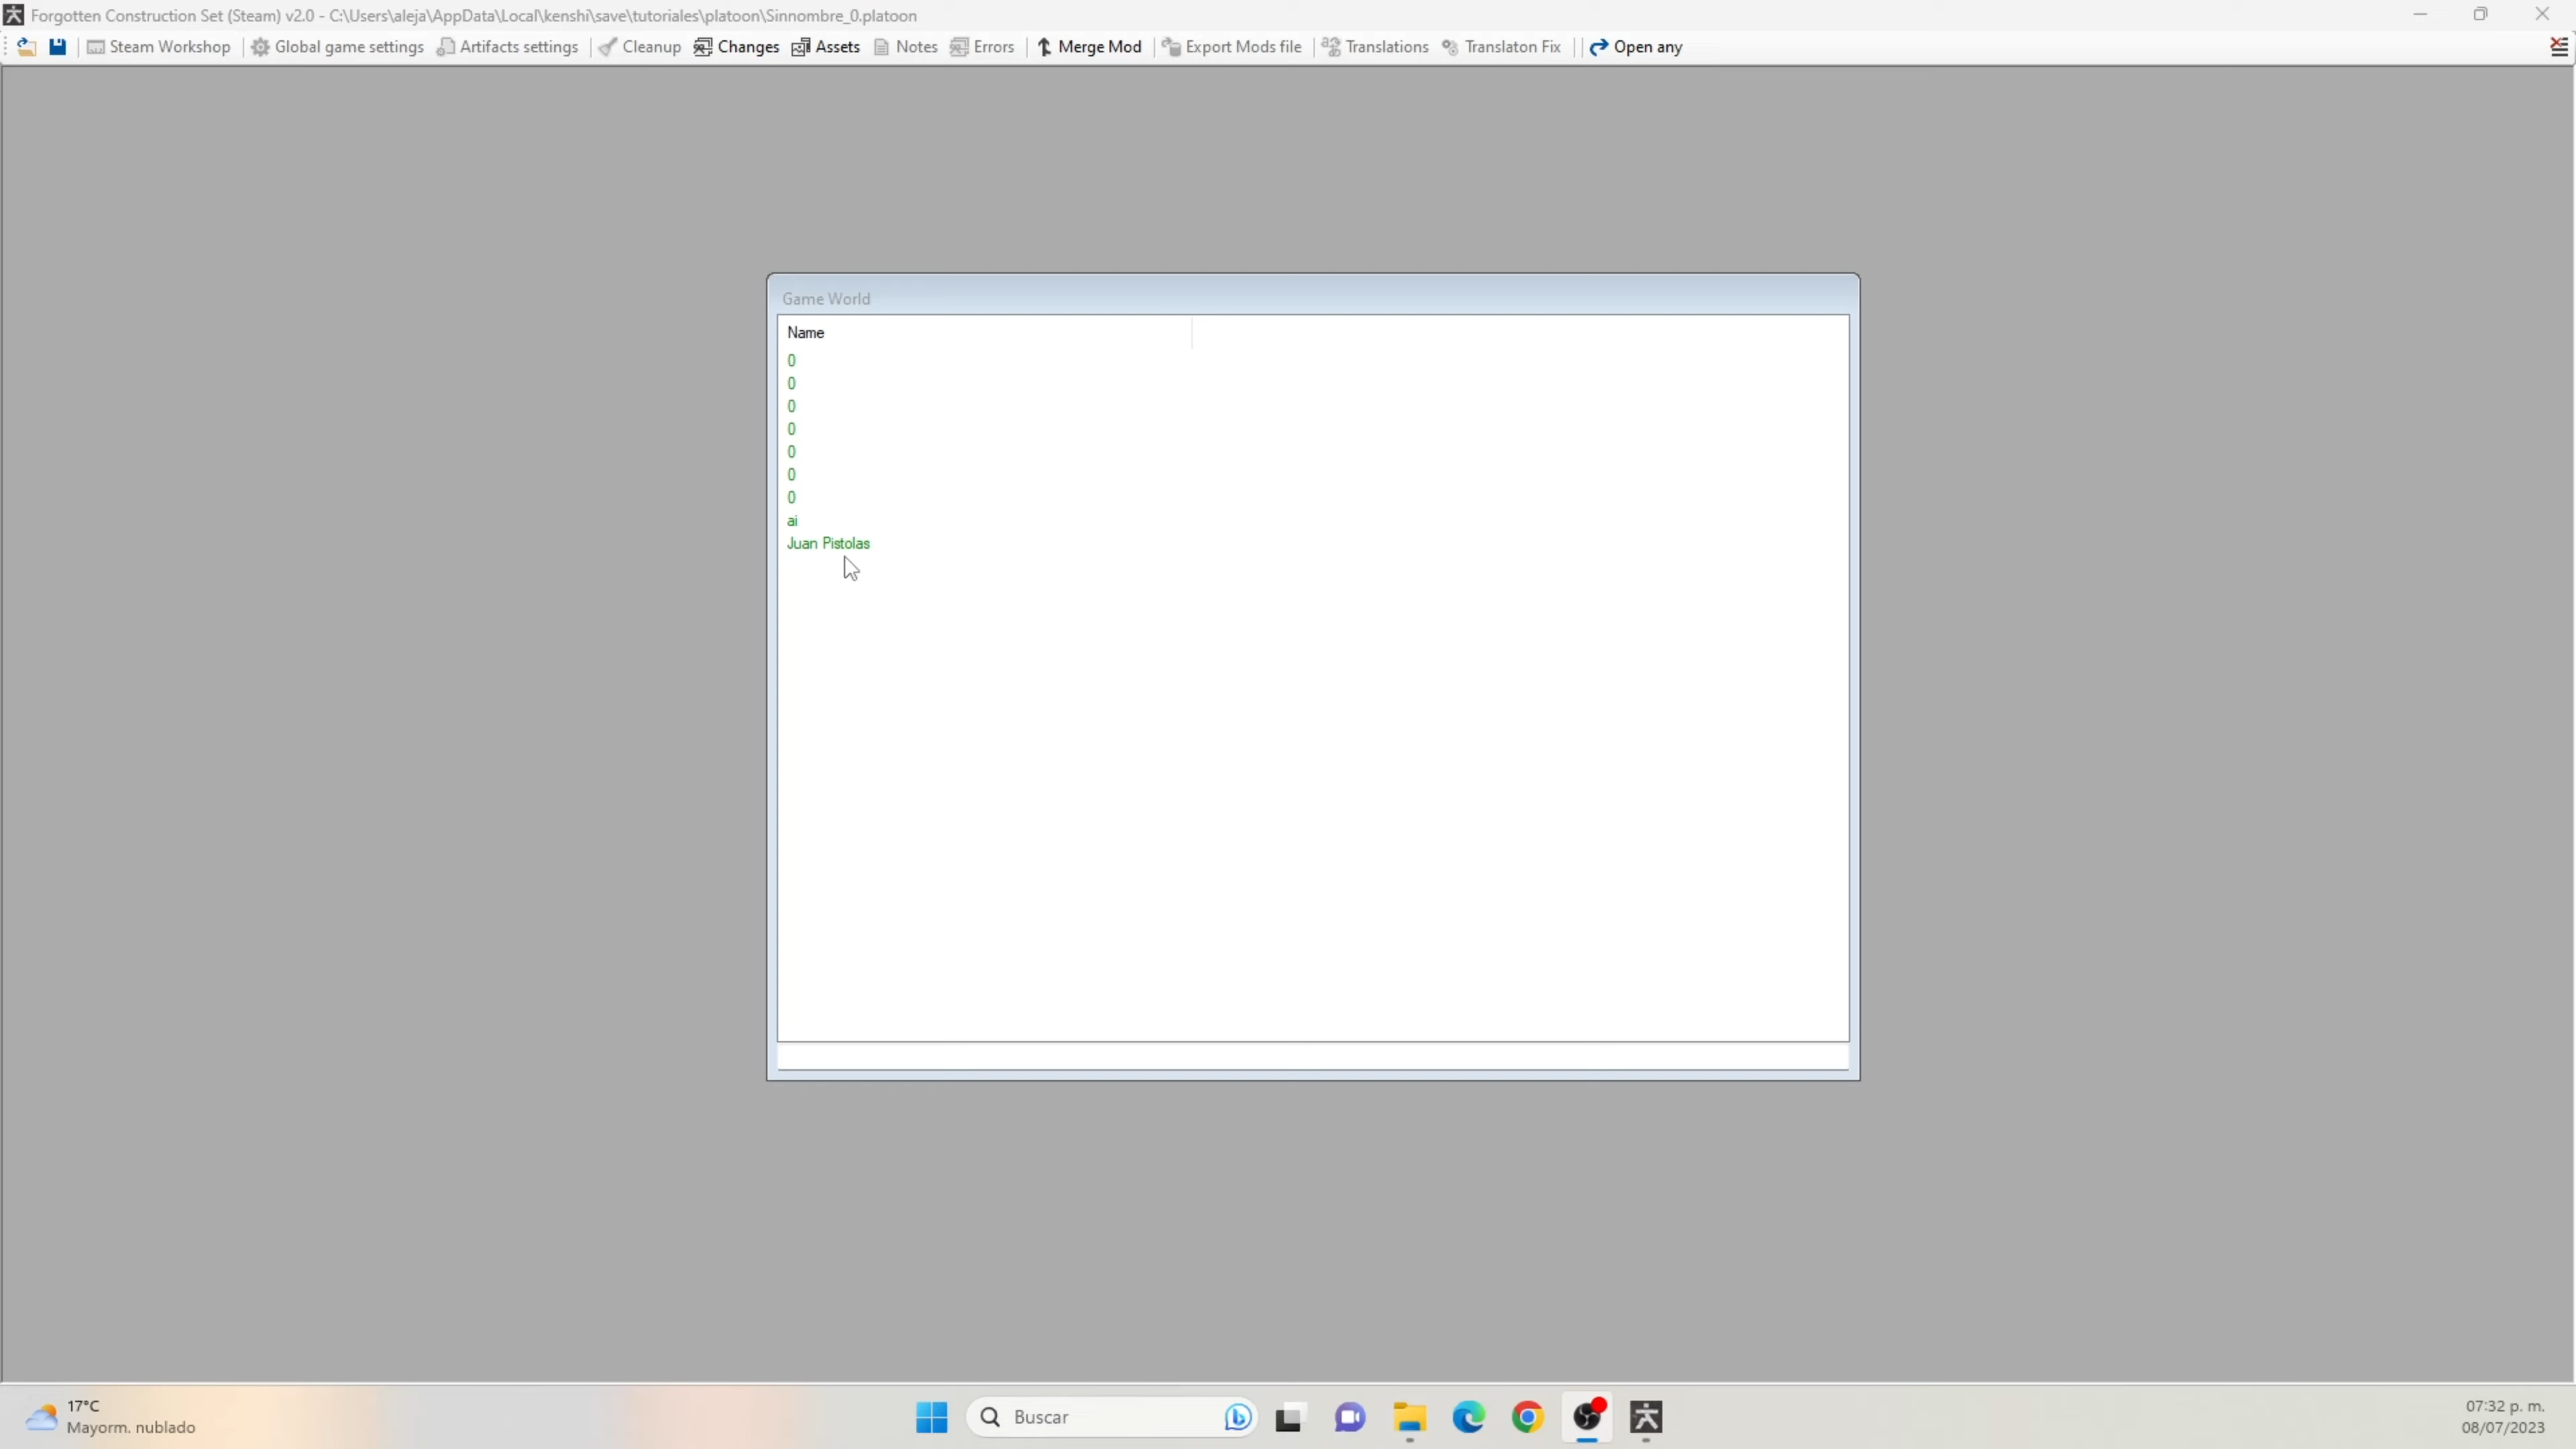 Forgotten Construction Set (Steam) v2.0 - C:\Users\aleja\AppData\Local\kenshi\save\tutoriales\platoon\Sinnombre_0.platoon
Steam Workshop Global game settings Artifacts settings Cleanup Changes Assets Notes Errors Merge Mod Export Mods file Translations Translaton Fix Open any
Game World
Name
0
0
0
0
0
0
0
ai
Juan Pistolas
17°C
Mayorm. nublado
Buscar
07:32 p. m.
08/07/2023